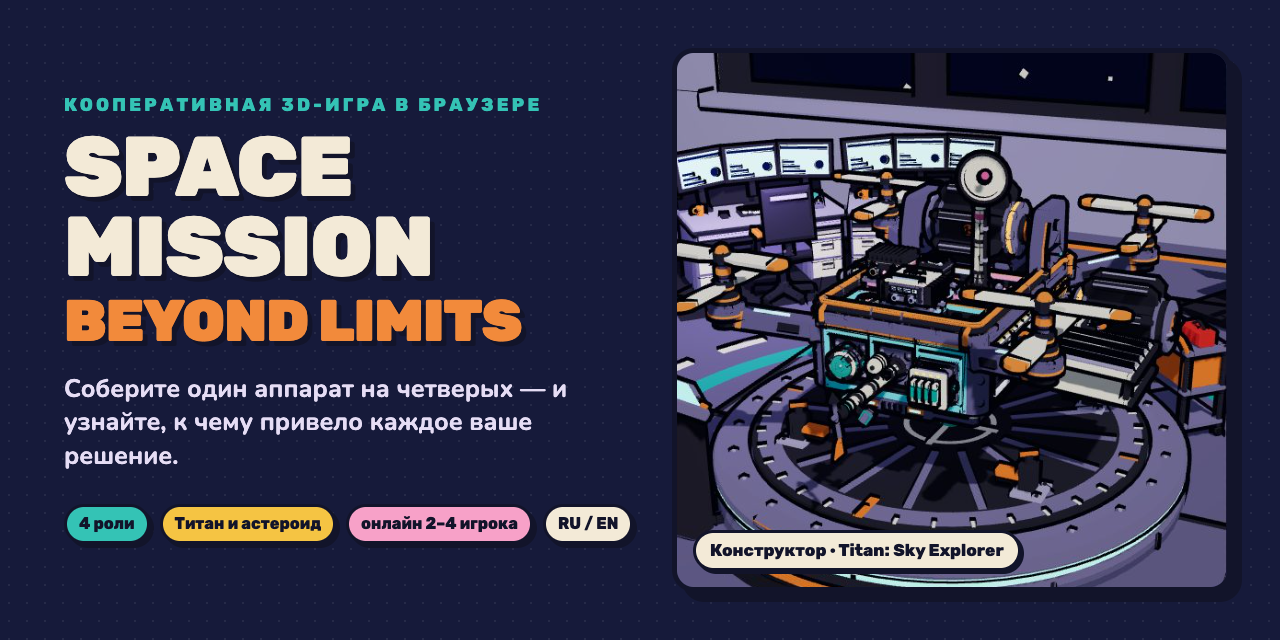 КООПЕРАТИВНАЯ 3D-ИГРА В БРАУЗЕРЕ
SPACE
MISSION
BEYOND LIMITS
Соберите один аппарат на четверых — и
узнайте, к чему привело каждое ваше
решение.
4 роли
Титан и астероид
онлайн 2–4 игрока
RU / EN
Конструктор • Titan: Sky Explorer